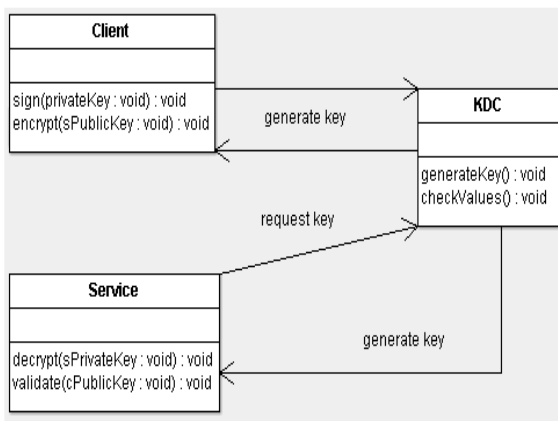 Client
sign(privateKey : void) : void
encrypt(sPublicKey : void) : void
generate key
KDC
generateKey() : void
checkValues() : void
request key
Service
decrypt(sPrivateKey : void) : void
validate(cPublicKey : void) : void
generate key